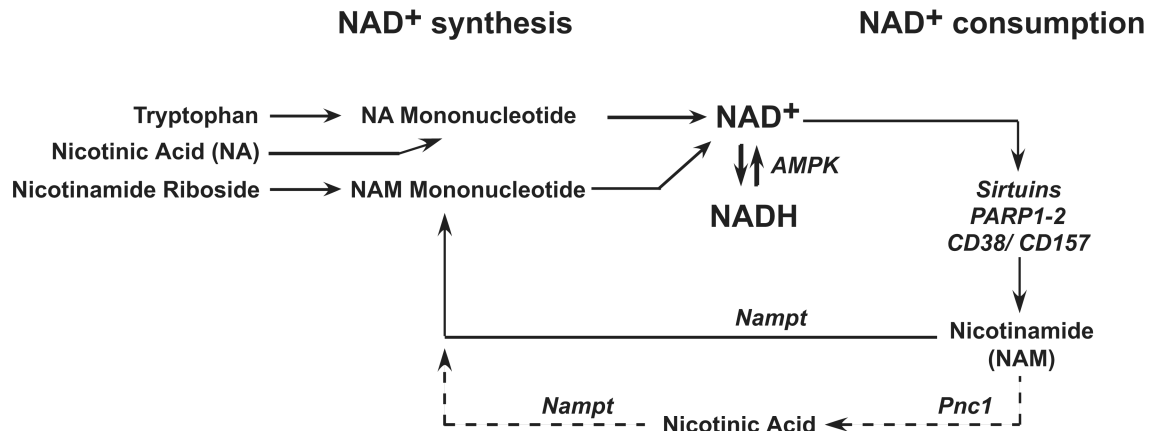 NAD+ synthesis
NAD+ consumption
Tryptophan
NA Mononucleotide
NAD+
Nicotinic Acid (NA)
AMPK
Nicotinamide Riboside
NAM Mononucleotide
NADH
Sirtuins
PARP1-2
CD38/ CD157
Nampt
Nicotinamide
(NAM)
Nampt
Nicotinic Acid
Pnc1